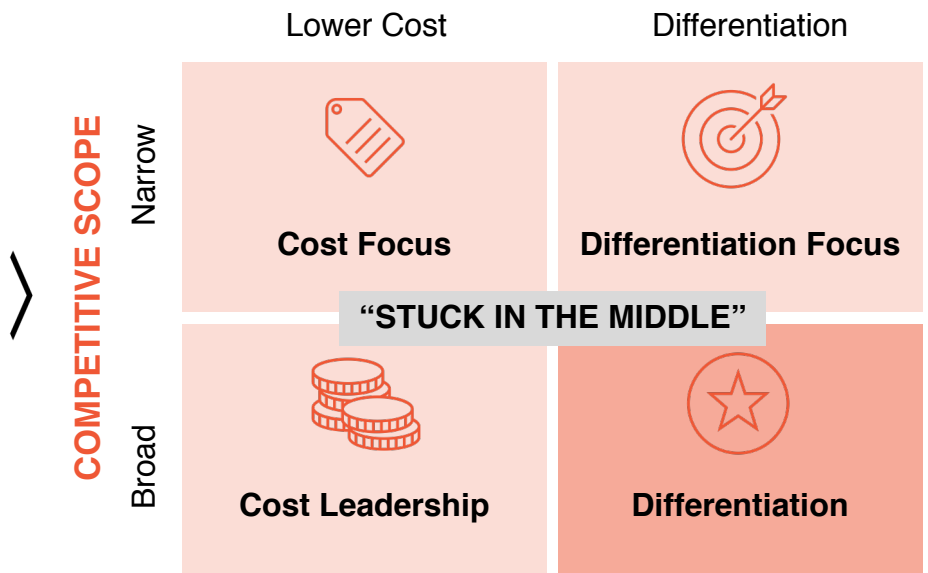 Lower Cost
Differentiation
COMPETITIVE SCOPE
Narrow
Cost Focus
Differentiation Focus
“STUCK IN THE MIDDLE”
Broad
Cost Leadership
Differentiation